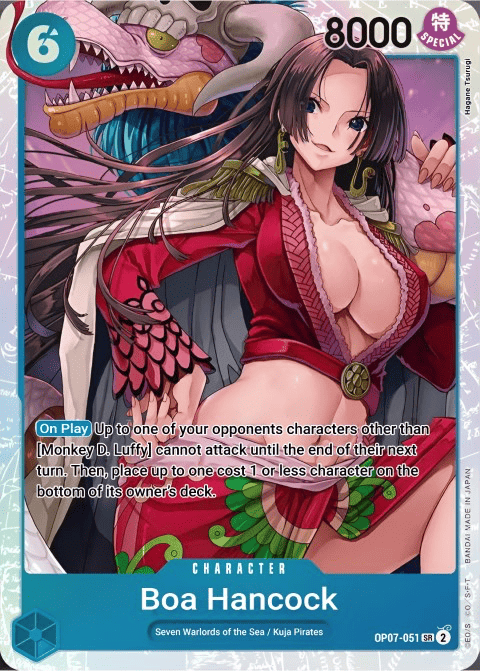 6
8000
特
SPECIAL
Hagane Tsurugi
On Play Up to one of your opponents characters other than
[Monkey D. Luffy] cannot attack until the end of their next
turn. Then, place up to one cost 1 or less character on the
bottom of its owner's deck.
CHARACTER
Boa Hancock
Seven Warlords of the Sea / Kuja Pirates
OP07-051 SR 2
©E.O/S ©O./S・F・T BANDAI MADE IN JAPAN